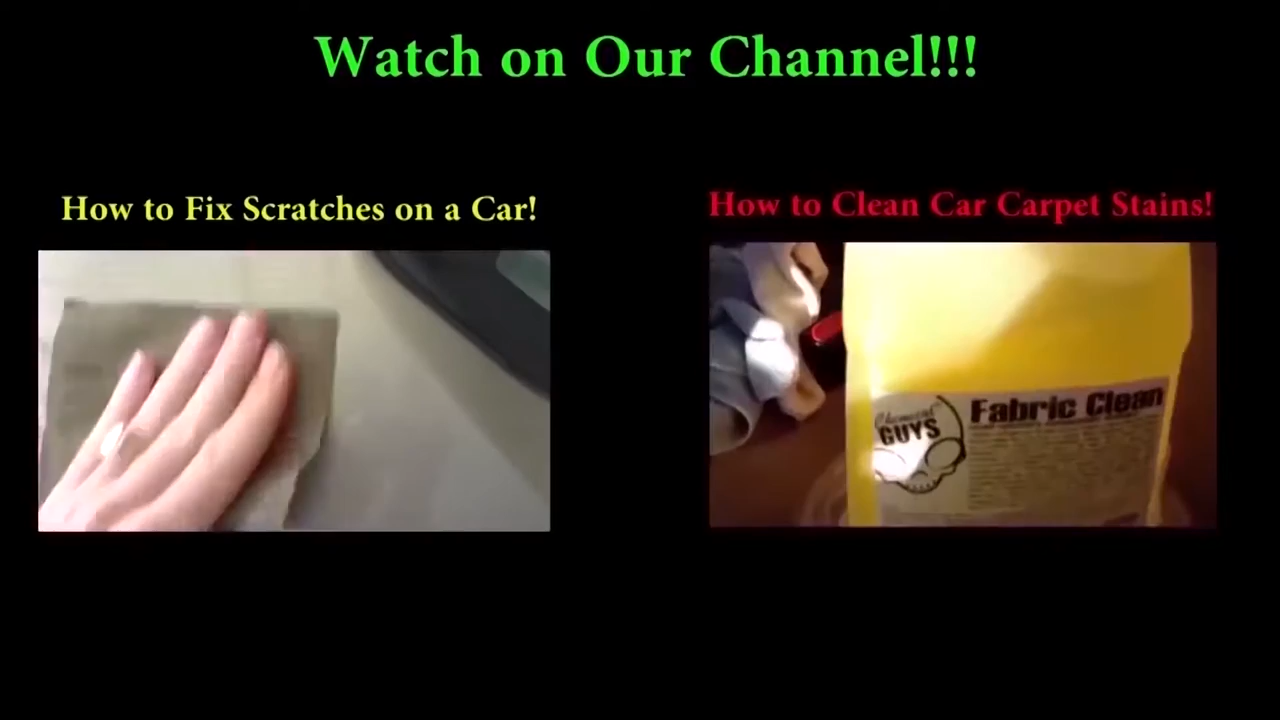 Watch on Our Channel!!!
How to Fix Scratches on a Car!
How to Clean Car Carpet Stains!
Fabric Clean
Chemical
GUYS